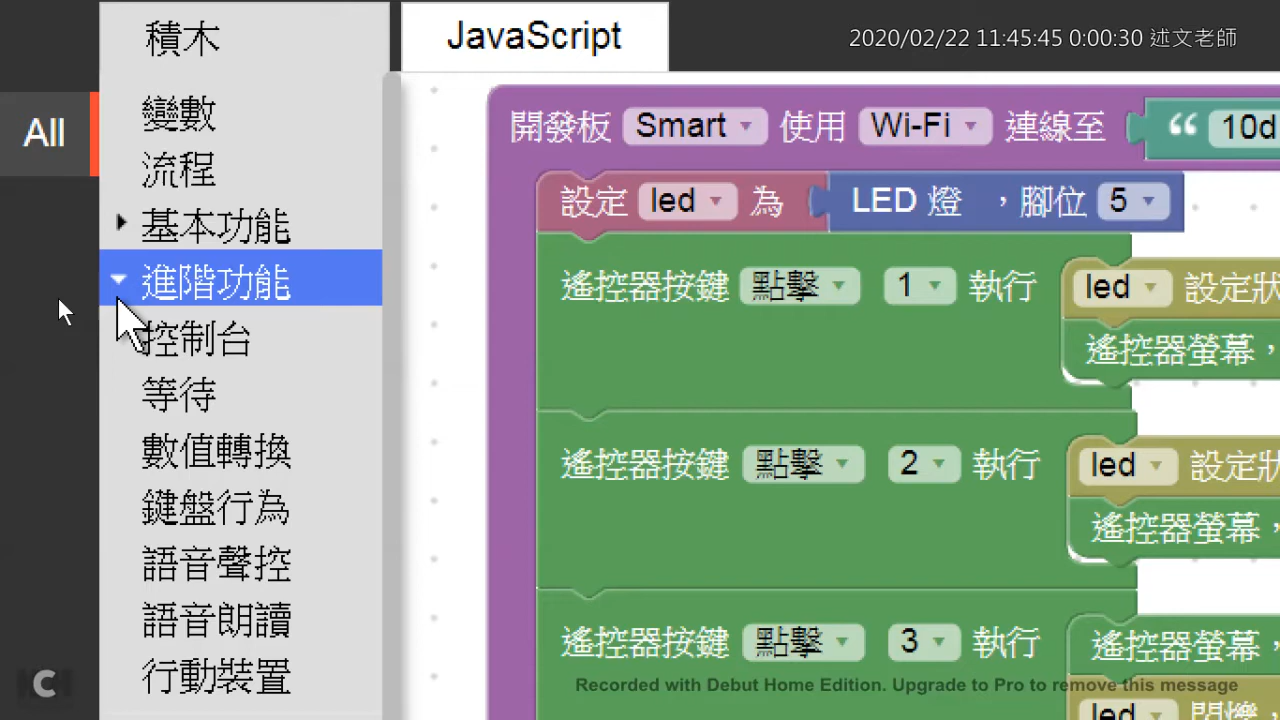 積木
JavaScript
2020/02/22 11:45:45 0:00:30 述文老師
All
變數
流程
基本功能
進階功能
控制台
等待
數值轉換
鍵盤行為
語音聲控
語音朗讀
行動裝置
開發板 Smart 使用 Wi-Fi 連線至 “ 10d
設定 led 為 LED 燈 ,腳位 5
遙控器按鍵 點擊 1 執行 led 設定狀
遙控器螢幕,
遙控器按鍵 點擊 2 執行 led 設定狀
遙控器螢幕,
遙控器按鍵 點擊 3 執行 遙控器螢幕,
led
Recorded with Debut Home Edition. Upgrade to Pro to remove this message
C